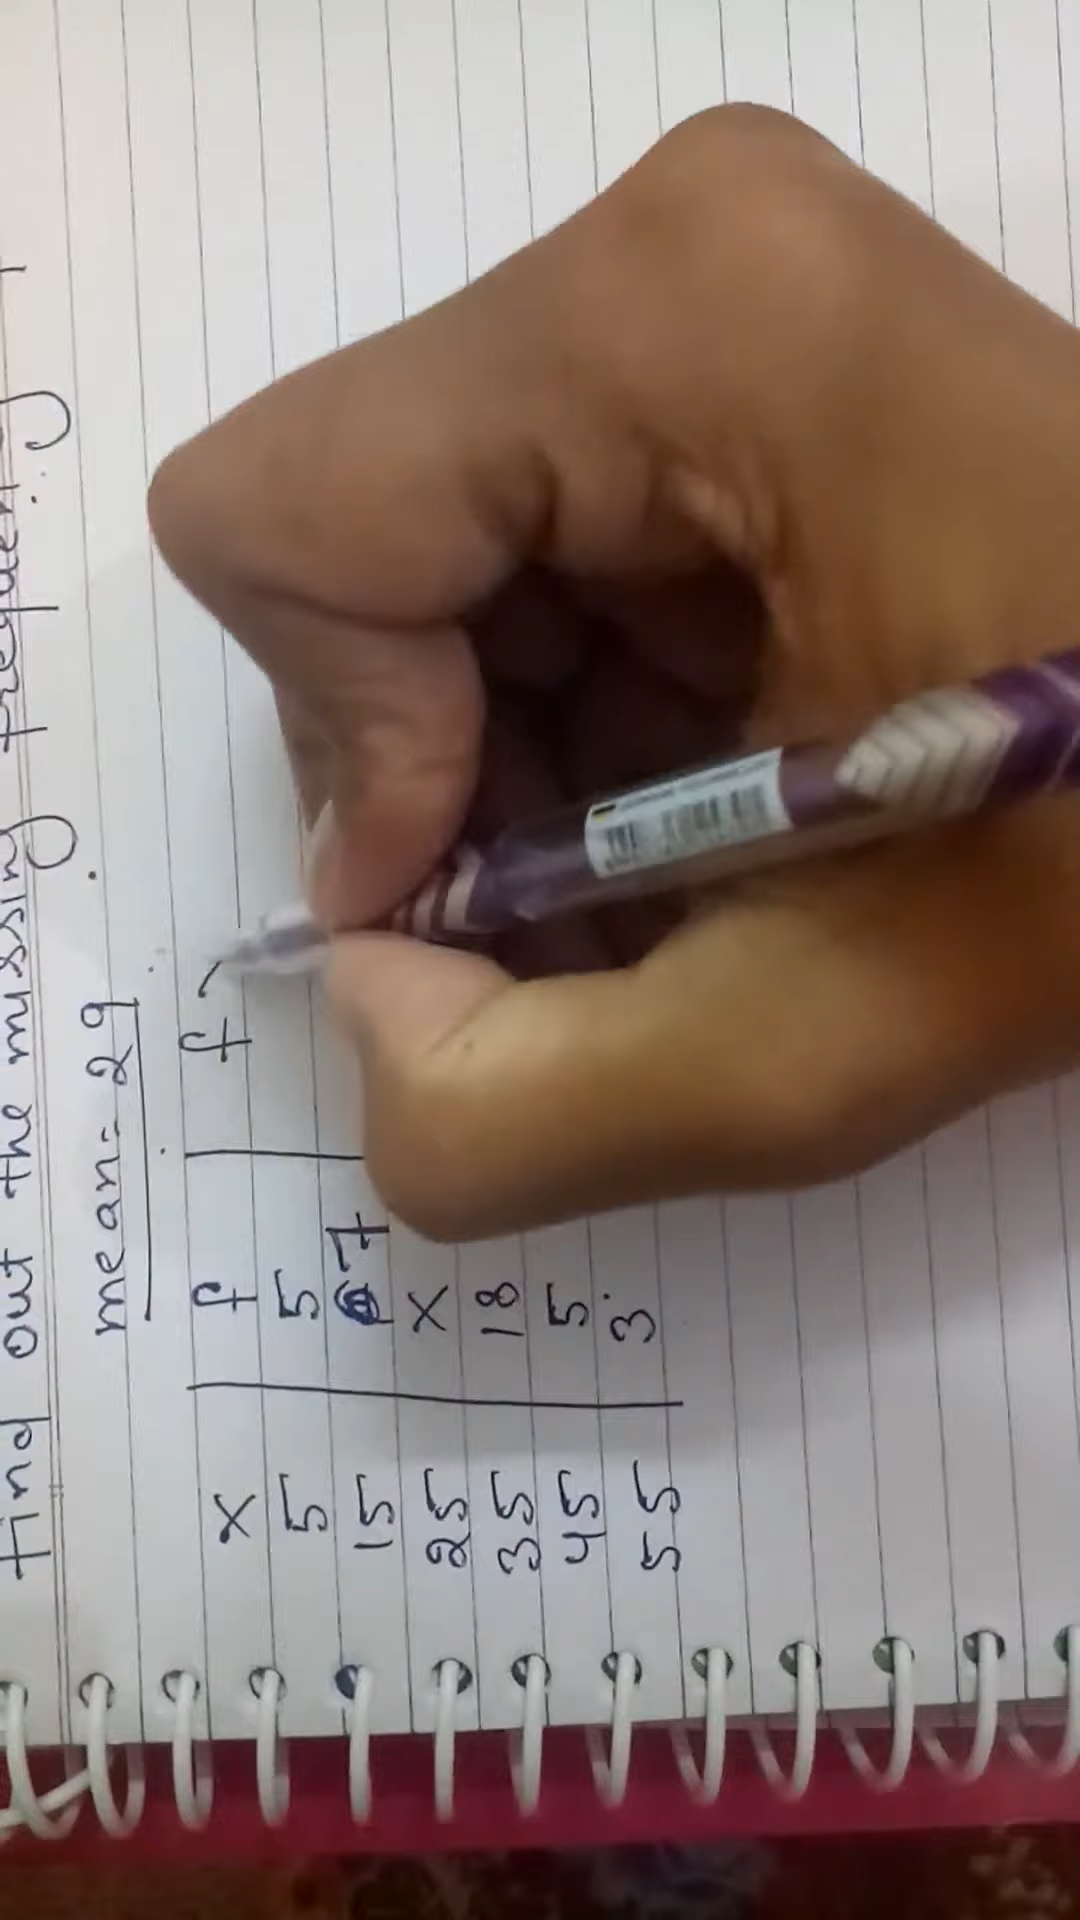 Find out the missing frequency
mean = 29
x f f
5 5
15 7
25 x
35 18
45 5
55 3